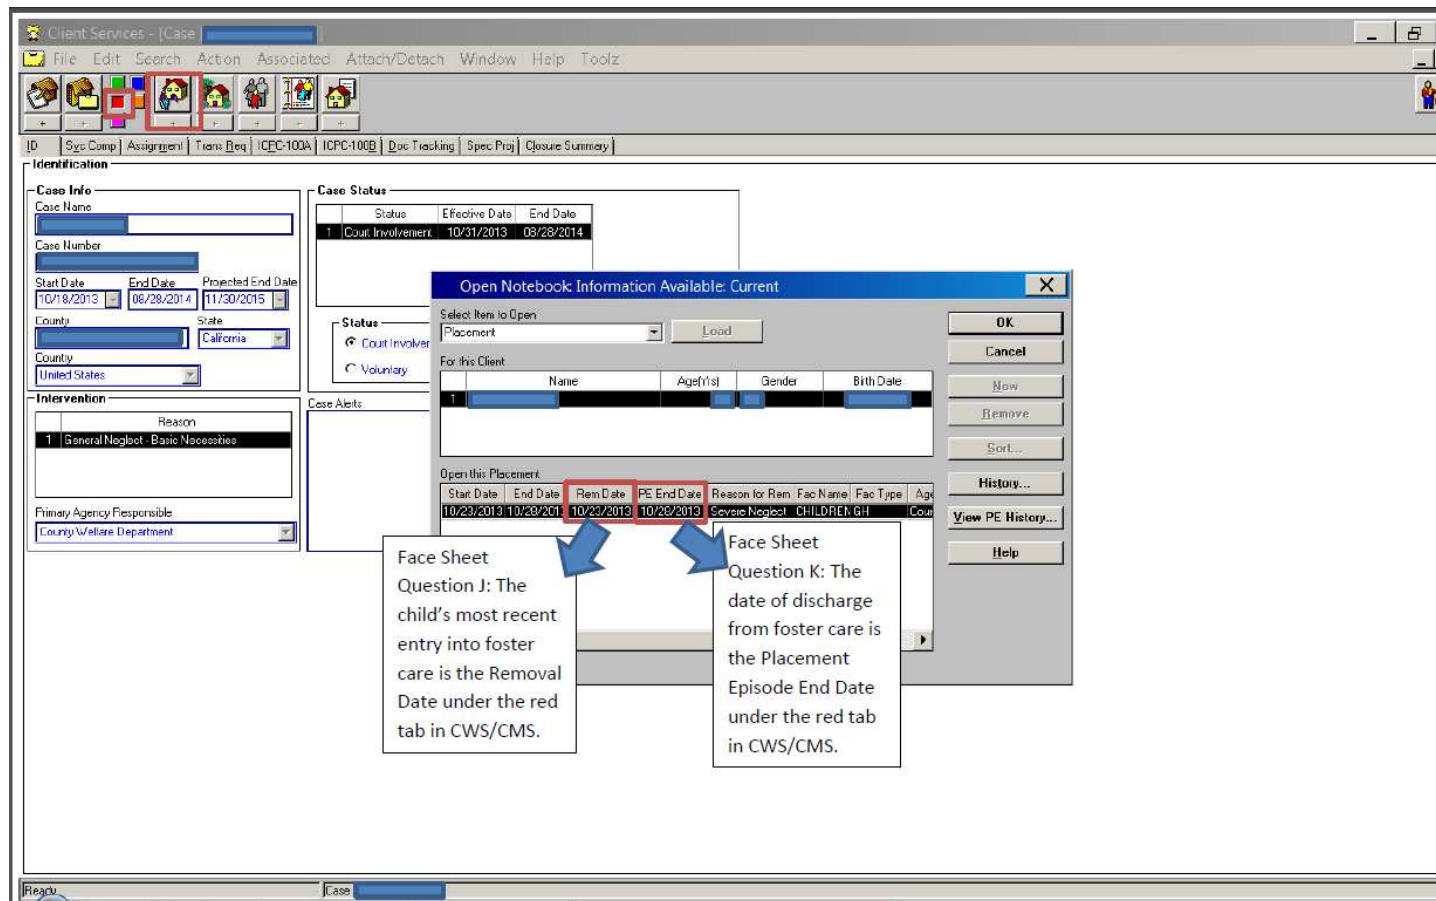 Client Services - [Case
File Edit Search Action Associated Attach/Detach Window Help Toolz
+ + + + + + +
ID Svc Comp Assignment Trans Req ICPC-100A ICPC-100B Doc Tracking Spec Proj Closure Summary
Identification
Case Info
Case Name
Case Number
Start Date End Date Projected End Date
10/18/2013 08/28/2014 11/30/2015
County State
California
Country
United States
Intervention
Reason
1 General Neglect - Basic Necessities
Primary Agency Responsible
County Welfare Department
Case Status
Status Effective Date End Date
1 Court Involvement 10/31/2013 08/28/2014
Status
Court Involver
Voluntary
Case Alerts
Open Notebook: Information Available: Current
Select Item to Open
Placement Load
For this Client
Name Age(Yrs) Gender Birth Date
1
Open this Placement
Start Date End Date Rem Date PE End Date Reason for Rem Fac Name Fac Type Age
10/23/2013 10/28/2013 10/23/2013 10/28/2013 Severe Neglect CHILDREN GH Cour
OK
Cancel
New
Remove
Sort...
History...
View PE History...
Help
Face Sheet
Question J: The
child's most recent
entry into foster
care is the Removal
Date under the red
tab in CWS/CMS.
Face Sheet
Question K: The
date of discharge
from foster care is
the Placement
Episode End Date
under the red tab
in CWS/CMS.
Ready Case